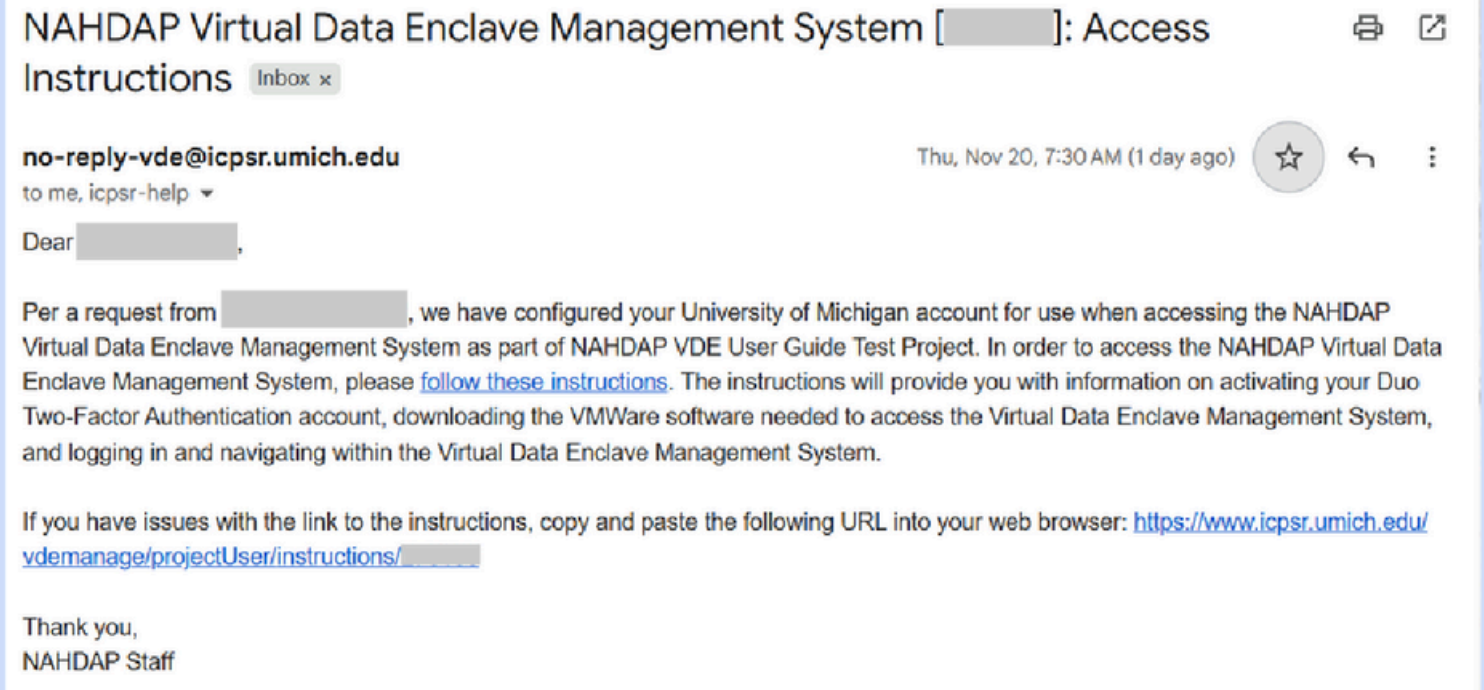 NAHDAP Virtual Data Enclave Management System [ ]: Access
Instructions Inbox x
no-reply-vde@icpsr.umich.edu
Thu, Nov 20, 7:30 AM (1 day ago)
to me, icpsr-help
Dear ,
Per a request from , we have configured your University of Michigan account for use when accessing the NAHDAP
Virtual Data Enclave Management System as part of NAHDAP VDE User Guide Test Project. In order to access the NAHDAP Virtual Data
Enclave Management System, please follow these instructions. The instructions will provide you with information on activating your Duo
Two-Factor Authentication account, downloading the VMWare software needed to access the Virtual Data Enclave Management System,
and logging in and navigating within the Virtual Data Enclave Management System.
If you have issues with the link to the instructions, copy and paste the following URL into your web browser: https://www.icpsr.umich.edu/
vdemanage/projectUser/instructions/
Thank you,
NAHDAP Staff